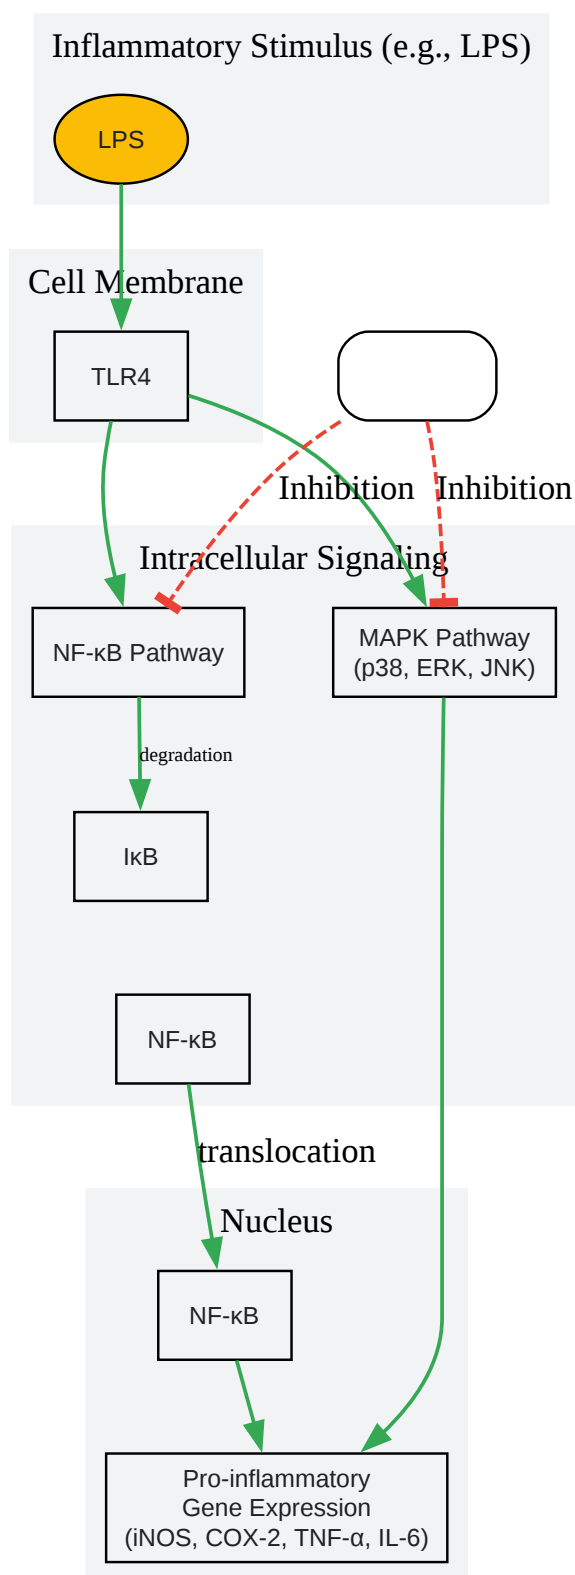 Inflammatory Stimulus (e.g., LPS)
LPS
Cell Membrane
TLR4
Inhibition
Inhibition
Intracellular Signaling
NF-κB Pathway
MAPK Pathway
(p38, ERK, JNK)
degradation
IκB
NF-κB
translocation
Nucleus
NF-κB
Pro-inflammatory
Gene Expression
(iNOS, COX-2, TNF-α, IL-6)